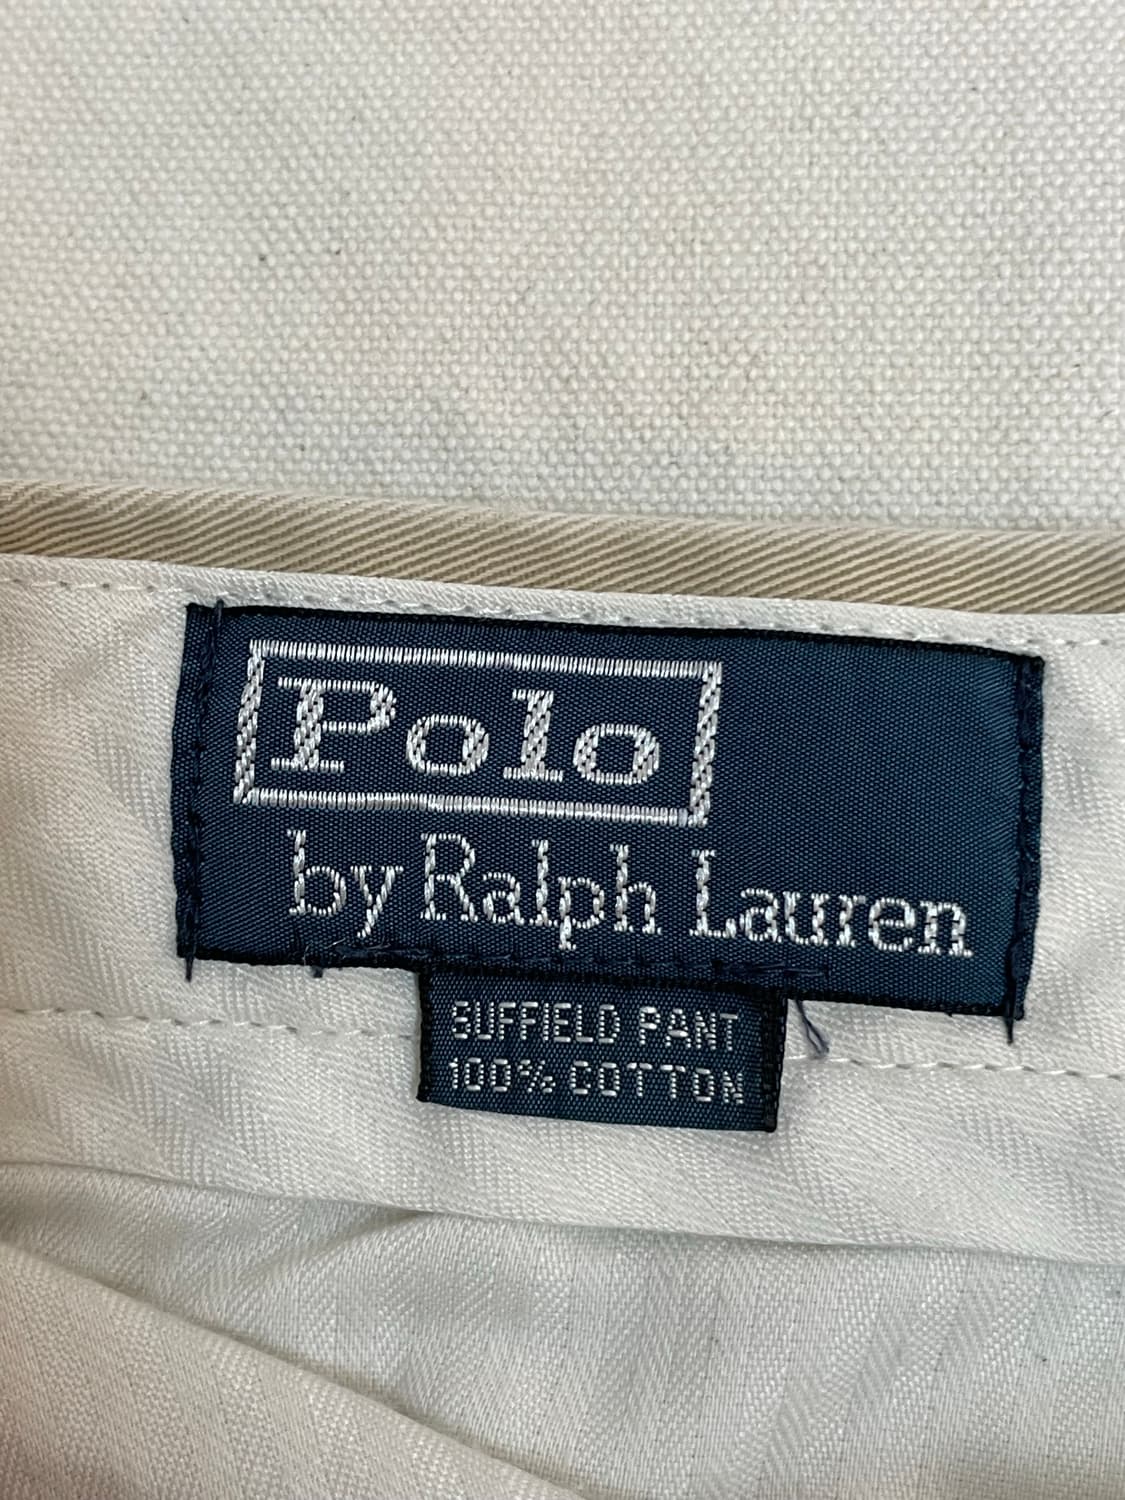 Polo
by Ralph Lauren
SUFFIELD PANT
100% COTTON